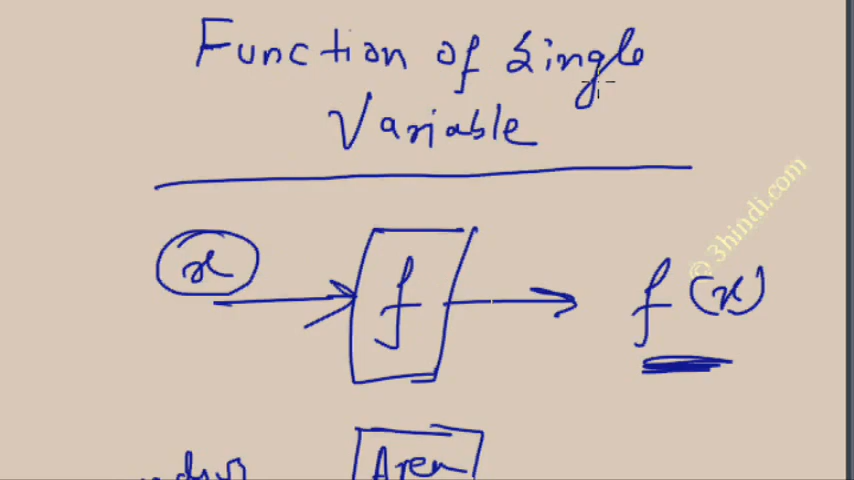 Function of Single
Variable
x
f
f(x)
© 3hindi.com
Area